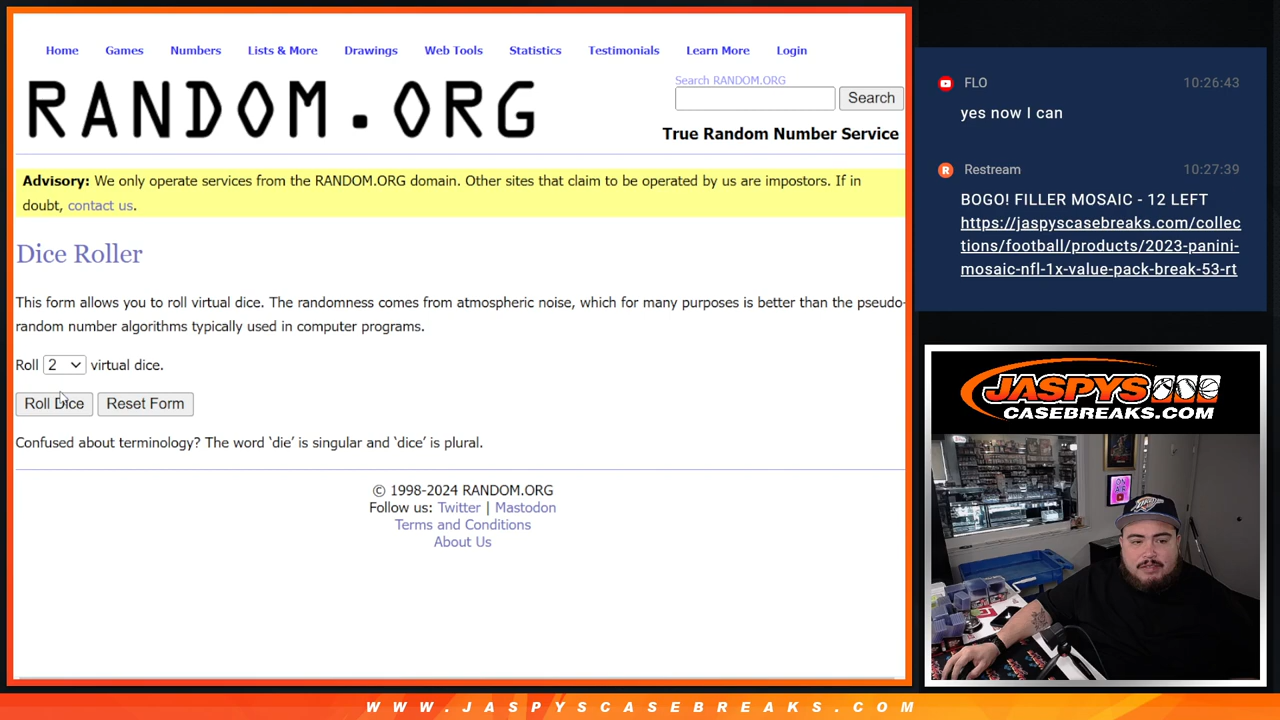 Home Games Numbers Lists & More Drawings Web Tools Statistics Testimonials Learn More Login
RANDOM.ORG
Search RANDOM.ORG
Search
True Random Number Service
Advisory: We only operate services from the RANDOM.ORG domain. Other sites that claim to be operated by us are impostors. If in
doubt, contact us.
Dice Roller
This form allows you to roll virtual dice. The randomness comes from atmospheric noise, which for many purposes is better than the pseudo-
random number algorithms typically used in computer programs.
Roll 2 virtual dice.
Roll Dice Reset Form
Confused about terminology? The word ‘die’ is singular and ‘dice’ is plural.
© 1998-2024 RANDOM.ORG
Follow us: Twitter | Mastodon
Terms and Conditions
About Us
FLO 10:26:43
yes now I can
Restream 10:27:39
BOGO! FILLER MOSAIC - 12 LEFT
https://jaspyscasebreaks.com/collec
tions/football/products/2023-panini-
mosaic-nfl-1x-value-pack-break-53-rt
JASPYS
CASEBREAKS.COM
WWW.JASPYSCASEBREAKS.COM